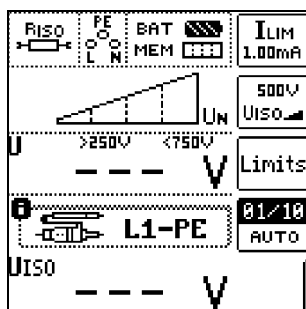 RISO
PE
L N
BAT
MEM
ILIM
1.00mA
UN
500V
UISO
U
>250V <750V
--- V
Limits
L1-PE
01/10
AUTO
UISO
--- V